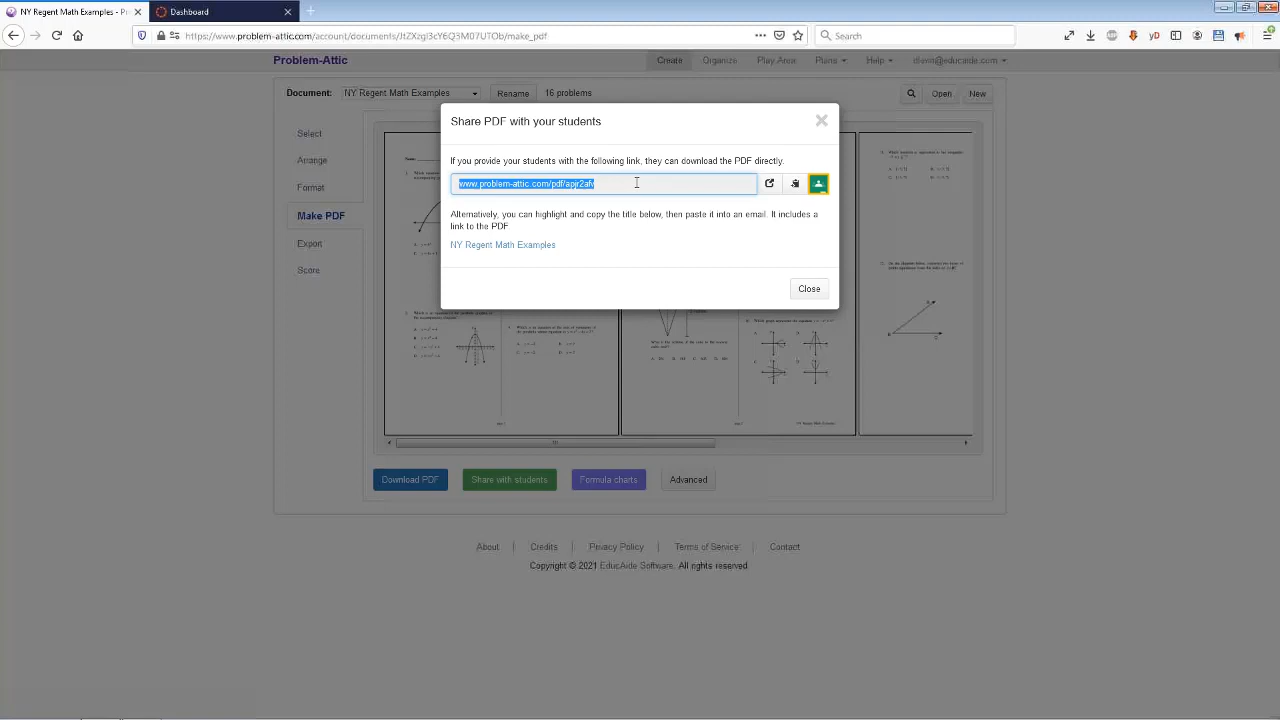 NY Regent Math Examples - Pr
Dashboard
https://www.problem-attic.com/account/documents/JtZXzgI3cY6Q3M07UTOb/make_pdf
Search
Problem-Attic
Create
Organize
Play Area
Plans
Help
Document:
NY Regent Math Examples
Rename
16 problems
Open
New
Share PDF with your students
Select
Arrange
Format
Make PDF
Export
Score
If you provide your students with the following link, they can download the PDF directly.
www.problem-attic.com/pdf/apjr2afv
Alternatively, you can highlight and copy the title below, then paste it into an email. It includes a
link to the PDF
NY Regent Math Examples
Close
Download PDF
Share with students
Formula charts
Advanced
About
Credits
Privacy Policy
Terms of Service
Contact
Copyright © 2021 EducAide Software. All rights reserved